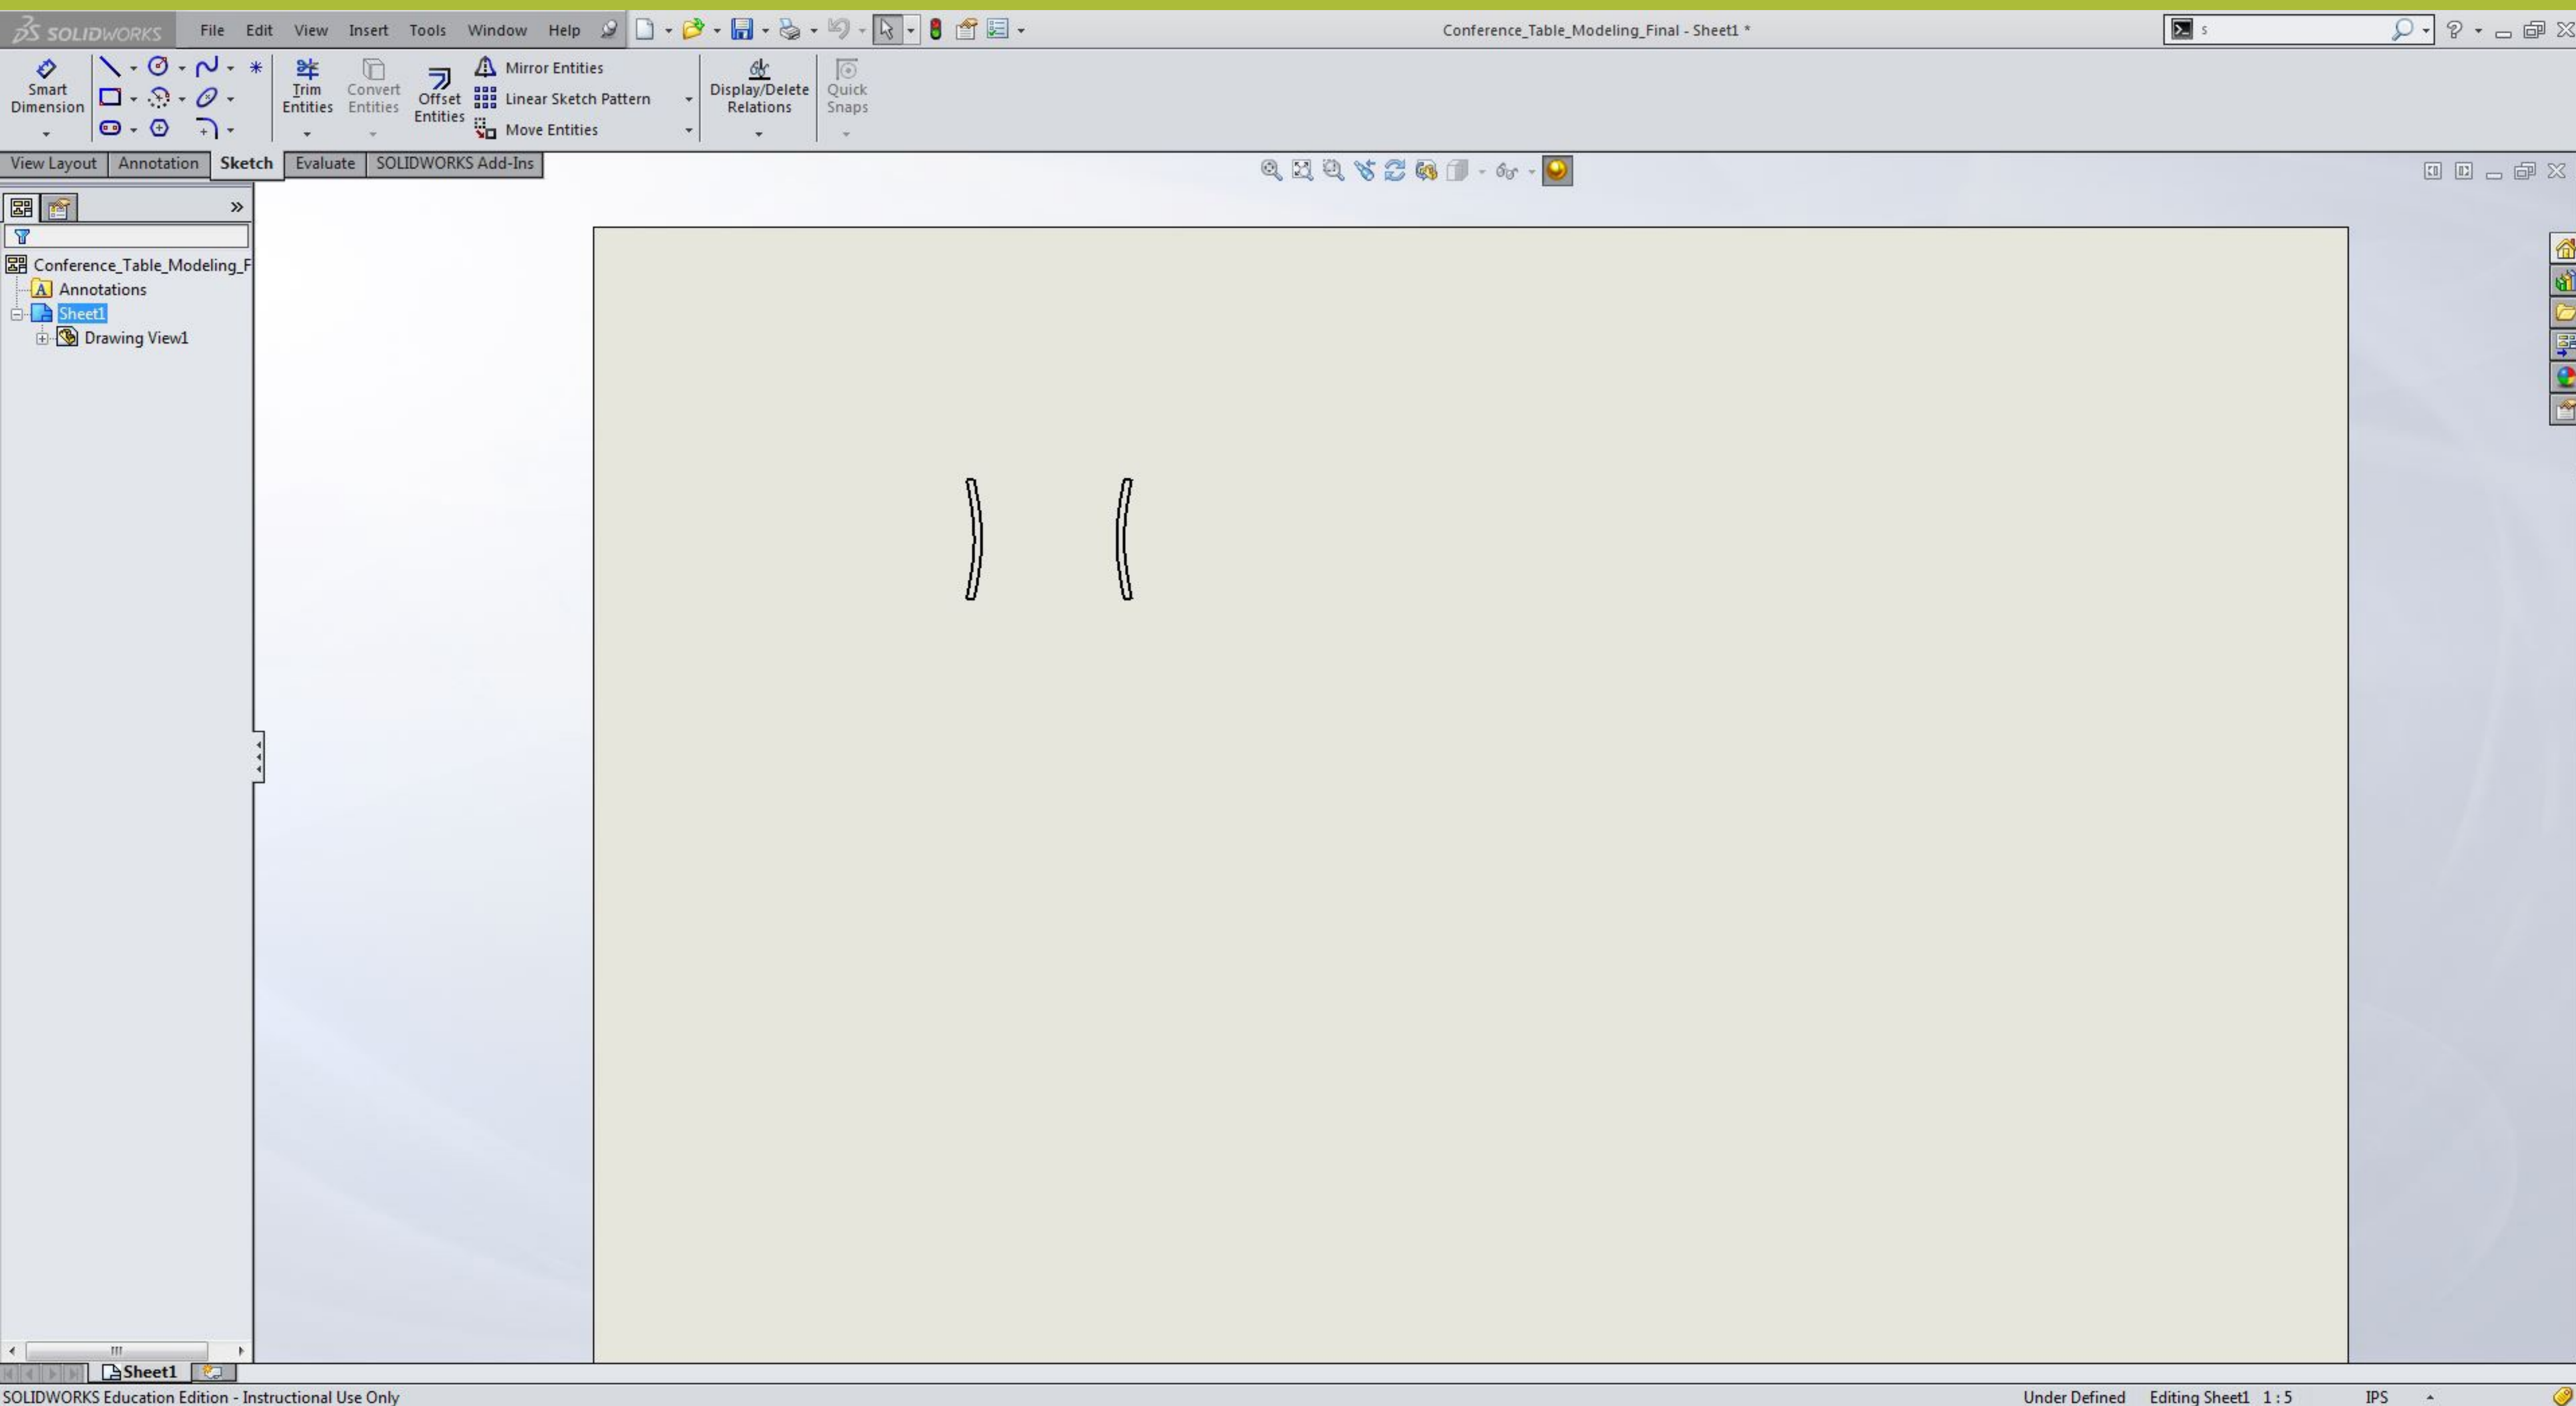 SOLIDWORKS File Edit View Insert Tools Window Help Conference_Table_Modeling_Final - Sheet1 * s
Smart Dimension
Trim Entities
Convert Entities
Offset Entities
Mirror Entities
Linear Sketch Pattern
Move Entities
Display/Delete Relations
Quick Snaps
View Layout Annotation Sketch Evaluate SOLIDWORKS Add-Ins
Conference_Table_Modeling_F
A Annotations
Sheet1
Drawing View1
Sheet1
SOLIDWORKS Education Edition - Instructional Use Only Under Defined Editing Sheet1 1:5 IPS